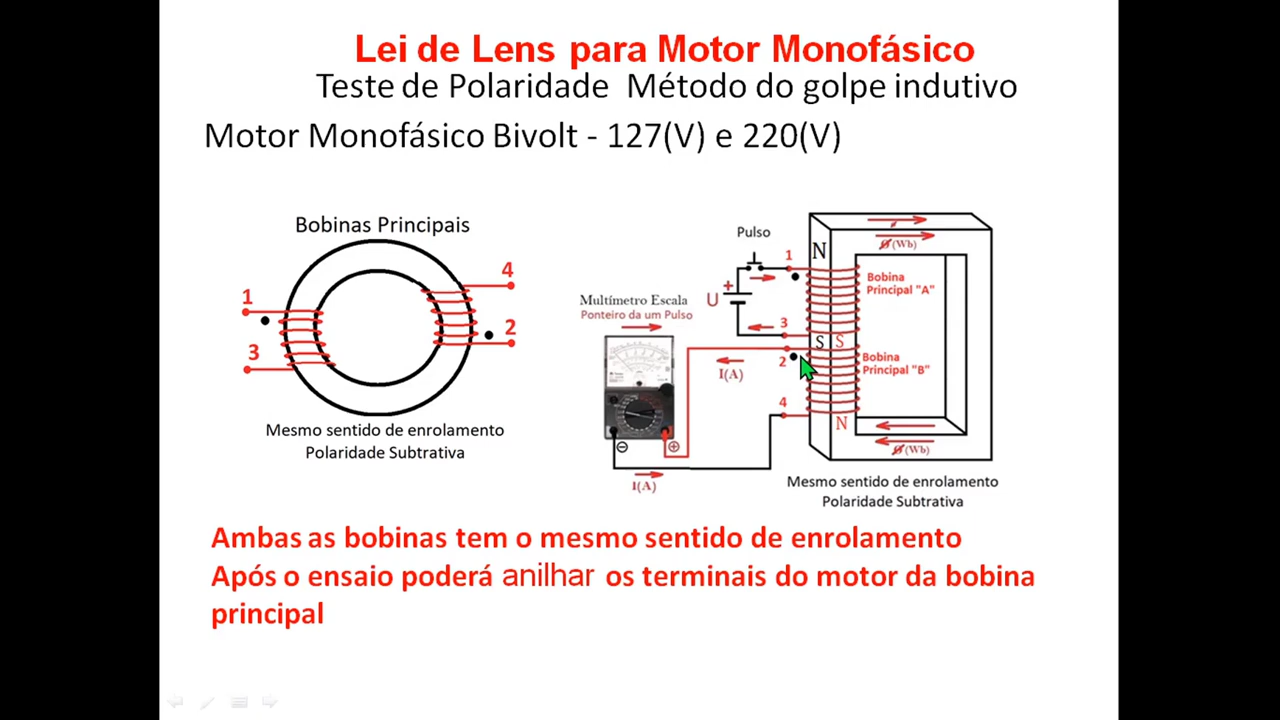 Lei de Lens para Motor Monofásico
Teste de Polaridade Método do golpe indutivo
Motor Monofásico Bivolt - 127(V) e 220(V)
Bobinas Principais
1
3
4
2
Mesmo sentido de enrolamento
Polaridade Subtrativa
Pulso
1
+
U
3
2
4
N
S
S
N
Ø(Wb)
Bobina
Principal "A"
Bobina
Principal "B"
Ø(Wb)
Multímetro Escala
Ponteiro da um Pulso
I(A)
I(A)
Mesmo sentido de enrolamento
Polaridade Subtrativa
Ambas as bobinas tem o mesmo sentido de enrolamento
Após o ensaio poderá anilhar os terminais do motor da bobina
principal